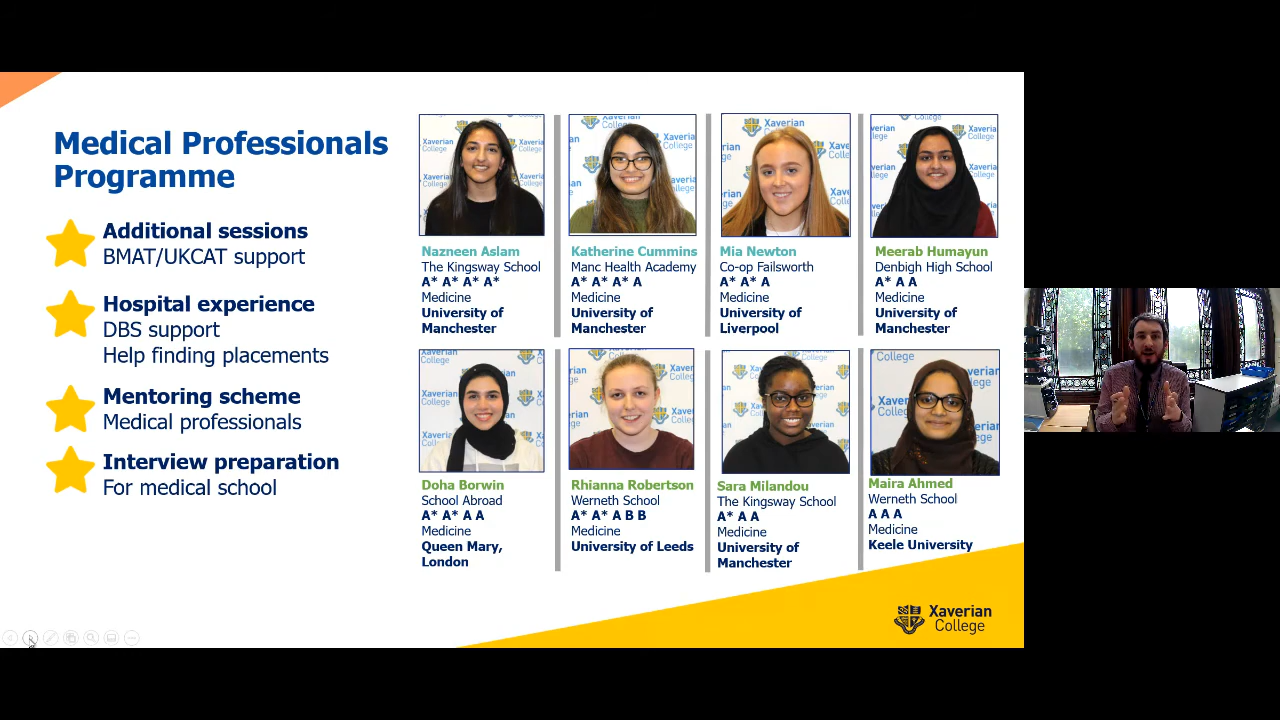 Medical Professionals
Programme
Additional sessions
BMAT/UKCAT support
Hospital experience
DBS support
Help finding placements
Mentoring scheme
Medical professionals
Interview preparation
For medical school
Nazneen Aslam
The Kingsway School
A* A* A* A*
Medicine
University of
Manchester
Katherine Cummins
Manc Health Academy
A* A* A* A
Medicine
University of
Manchester
Mia Newton
Co-op Failsworth
A* A* A
Medicine
University of
Liverpool
Meerab Humayun
Denbigh High School
A* A A
Medicine
University of
Manchester
Doha Borwin
School Abroad
A* A* A A
Medicine
Queen Mary,
London
Rhianna Robertson
Werneth School
A* A* A B B
Medicine
University of Leeds
Sara Milandou
The Kingsway School
A* A A
Medicine
University of
Manchester
Maira Ahmed
Werneth School
A A A
Medicine
Keele University
Xaverian
College